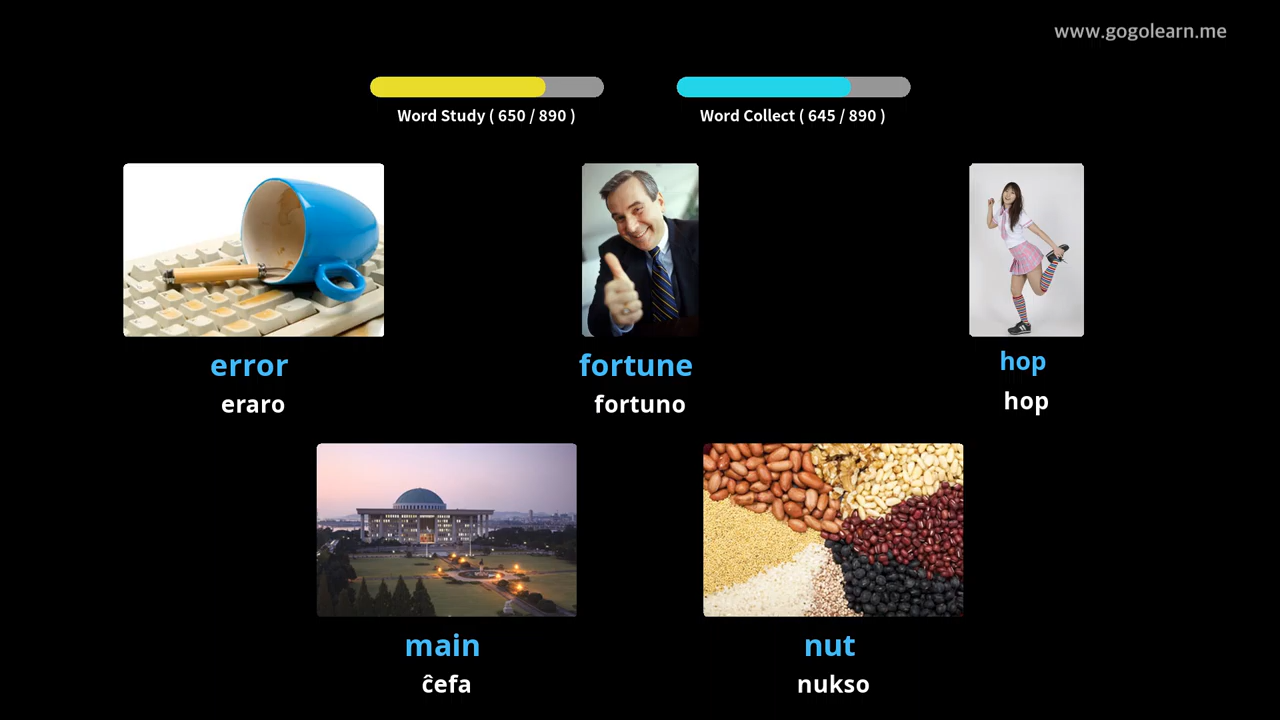 www.gogolearn.me
Word Study ( 650 / 890 )
Word Collect ( 645 / 890 )
error
eraro
fortune
fortuno
hop
hop
main
ĉefa
nut
nukso